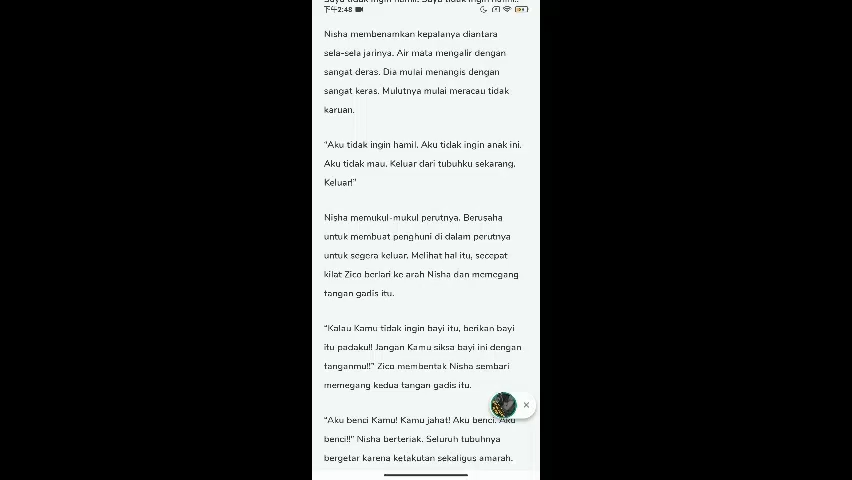 下午2:48
Nisha membenamkan kepalanya diantara
sela-sela jarinya. Air mata mengalir dengan
sangat deras. Dia mulai menangis dengan
sangat keras. Mulutnya mulai meracau tidak
karuan.
“Aku tidak ingin hamil. Aku tidak ingin anak ini.
Aku tidak mau. Keluar dari tubuhku sekarang.
Keluar!”
Nisha memukul-mukul perutnya. Berusaha
untuk membuat penghuni di dalam perutnya
untuk segera keluar. Melihat hal itu, secepat
kilat Zico berlari ke arah Nisha dan memegang
tangan gadis itu.
“Kalau Kamu tidak ingin bayi itu, berikan bayi
itu padaku!! Jangan Kamu siksa bayi ini dengan
tanganmu!!” Zico membentak Nisha sembari
memegang kedua tangan gadis itu.
“Aku benci Kamu! Kamu jahat! Aku benci. Aku
benci!!” Nisha berteriak. Seluruh tubuhnya
bergetar karena ketakutan sekaligus amarah.